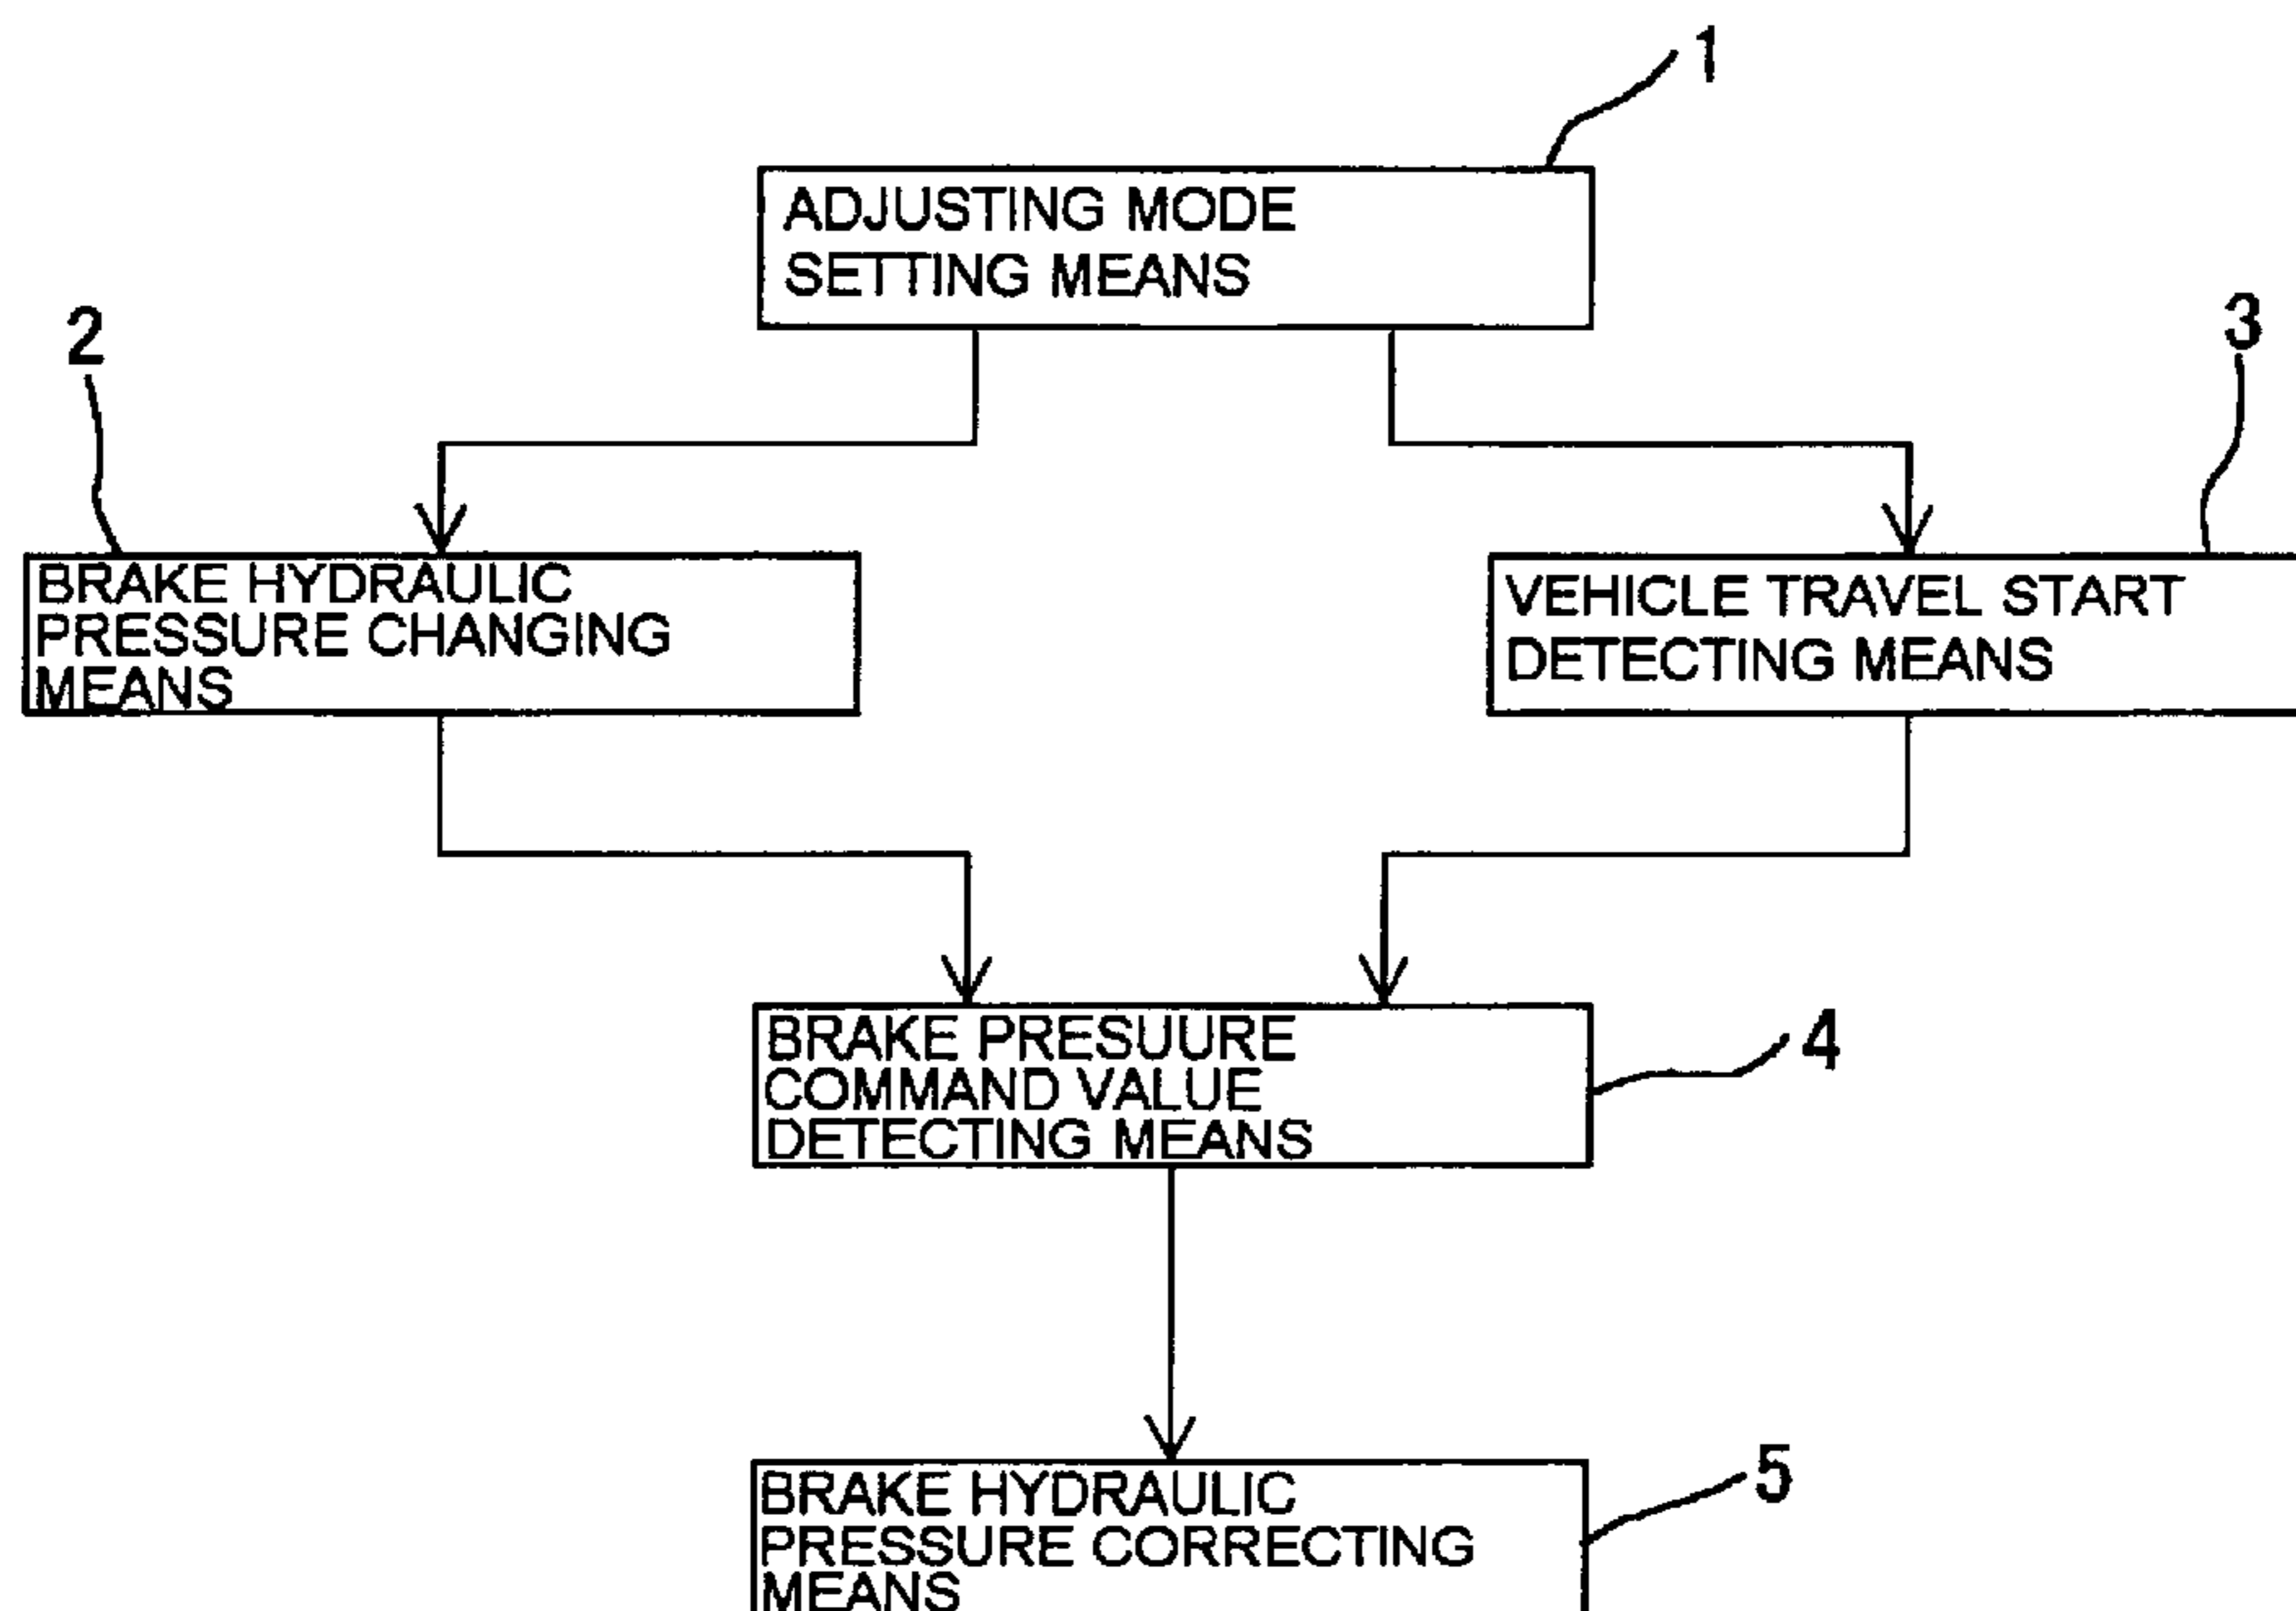 1
ADJUSTING MODE
SETTING MEANS
2
3
BRAKE HYDRAULIC
PRESSURE CHANGING
MEANS
VEHICLE TRAVEL START
DETECTING MEANS
BRAKE PRESUURE
COMMAND VALUE
DETECTING MEANS
4
BRAKE HYDRAULIC
PRESSURE CORRECTING
MEANS
5